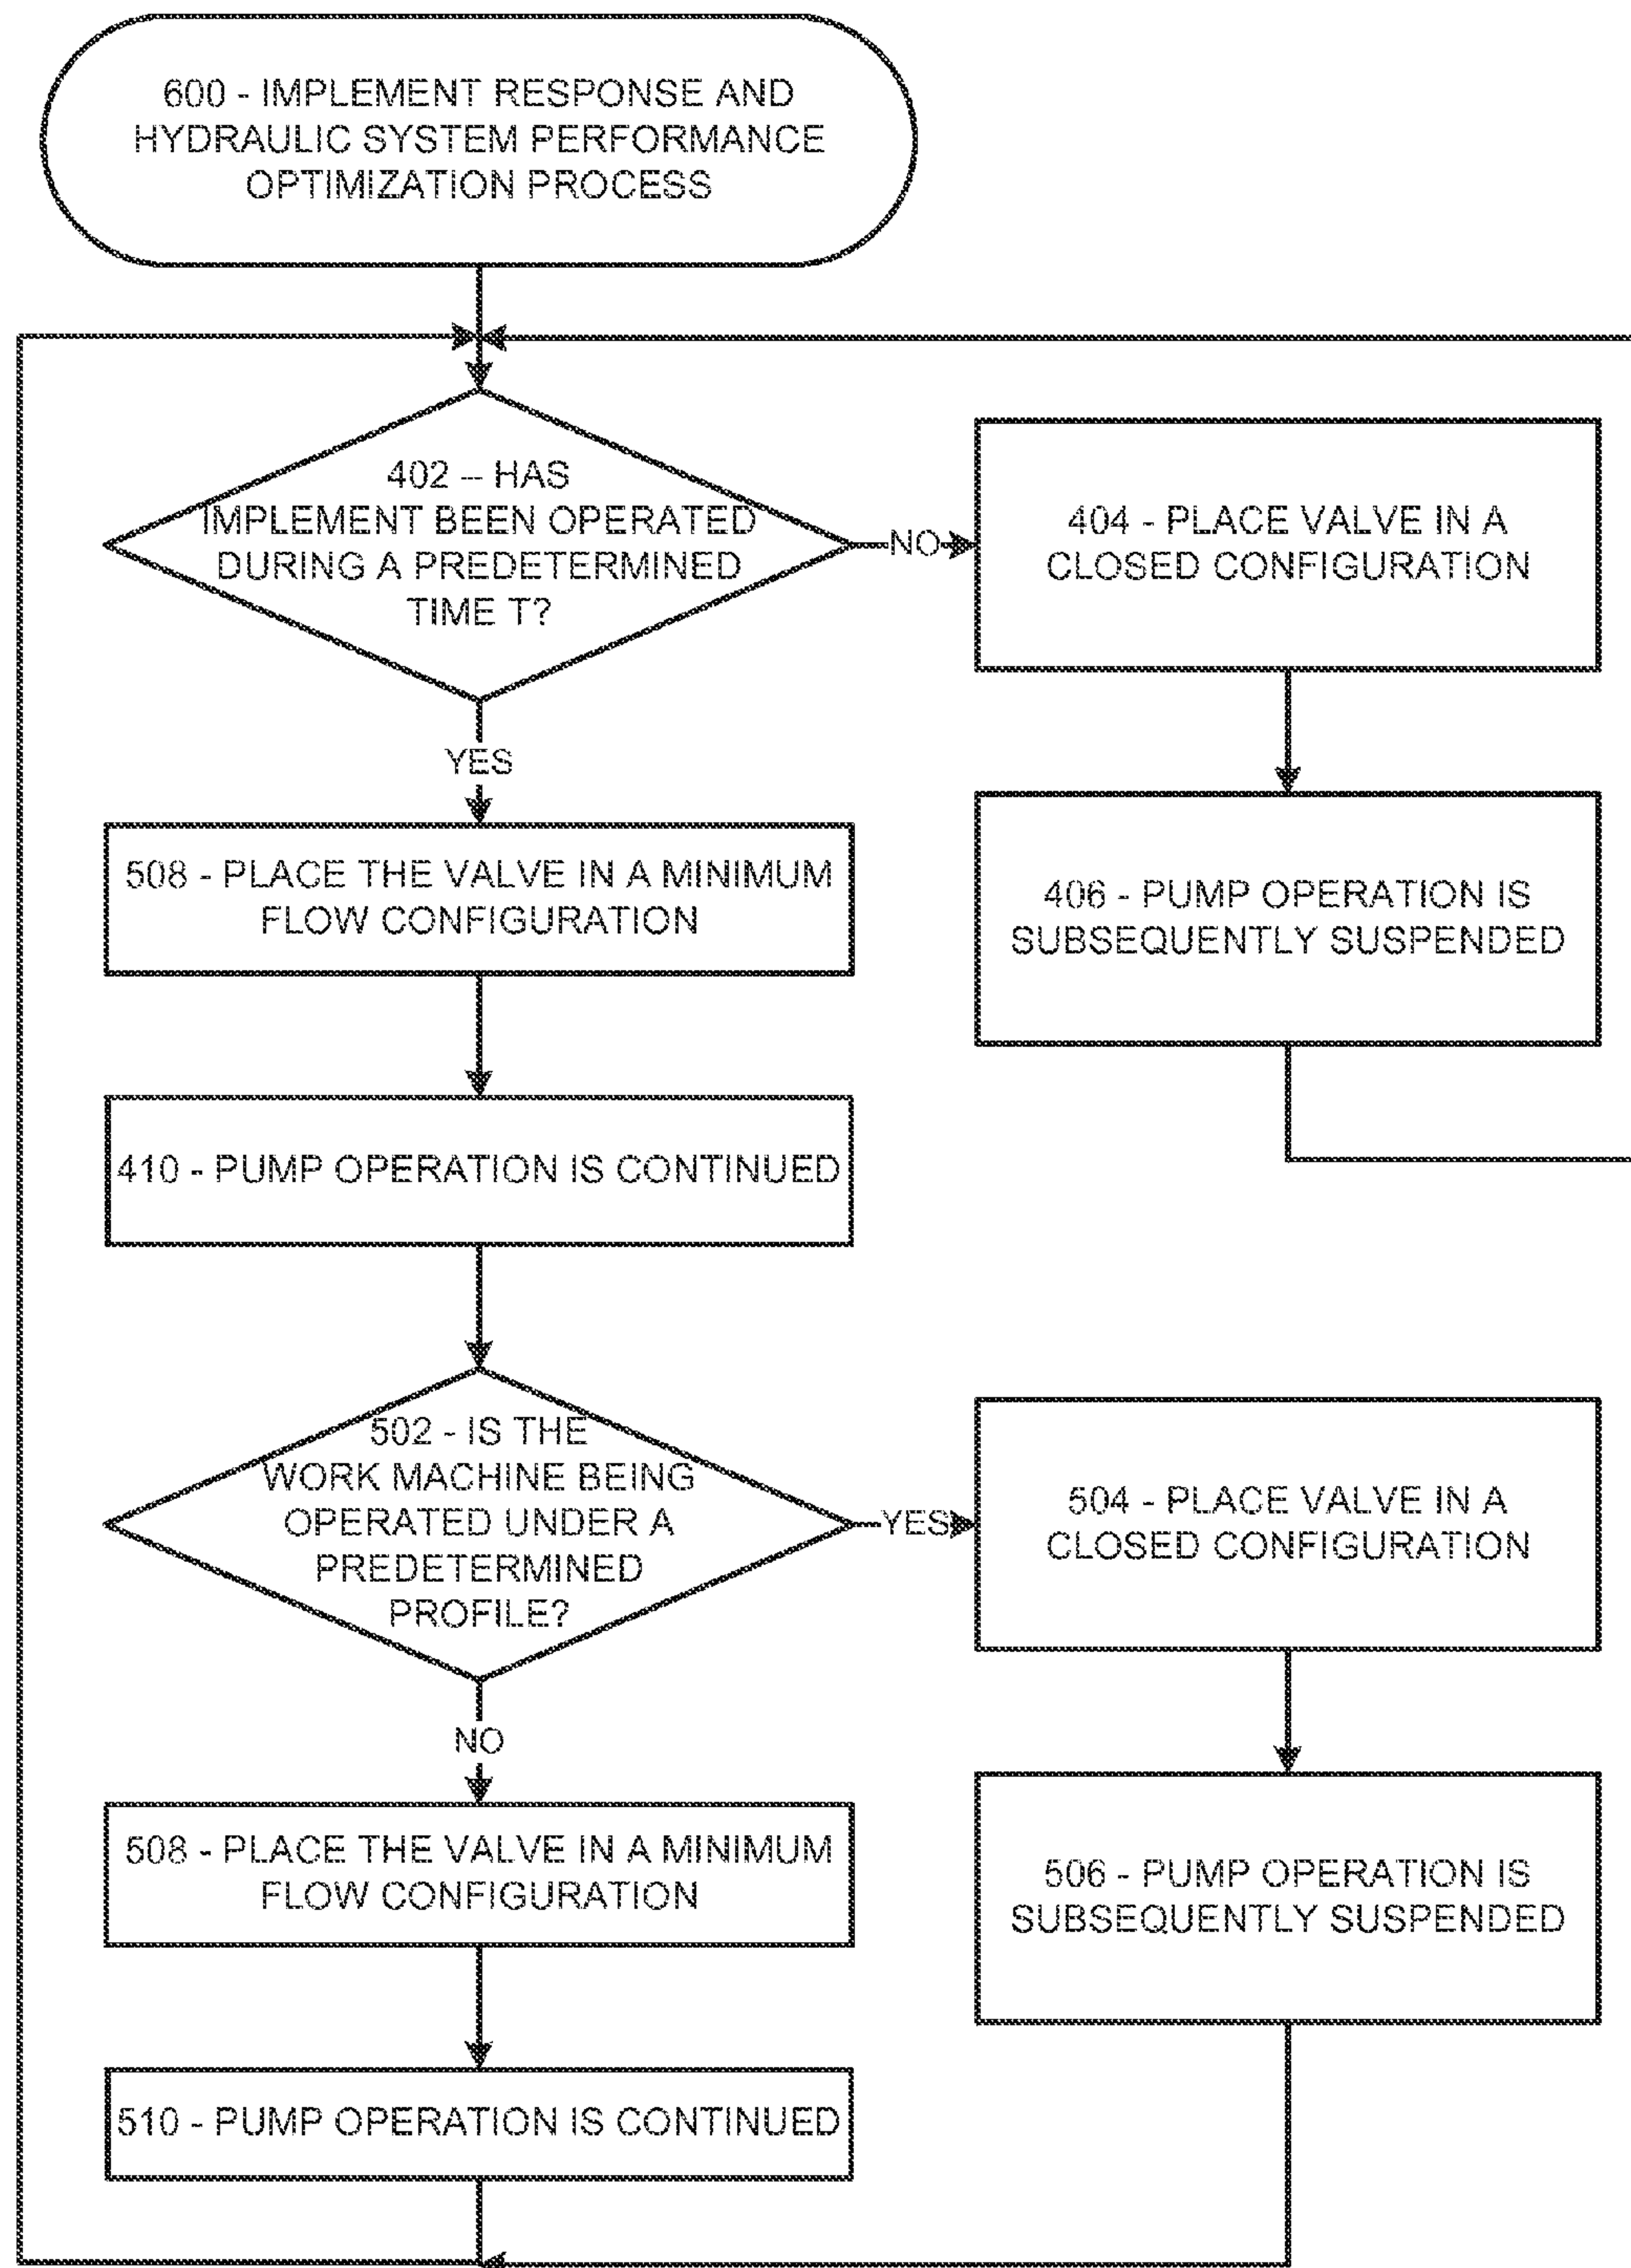 600 - IMPLEMENT RESPONSE AND
HYDRAULIC SYSTEM PERFORMANCE
OPTIMIZATION PROCESS
402 -- HAS
IMPLEMENT BEEN OPERATED
DURING A PREDETERMINED
TIME T?
NO
404 - PLACE VALVE IN A
CLOSED CONFIGURATION
YES
406 - PUMP OPERATION IS
SUBSEQUENTLY SUSPENDED
508 - PLACE THE VALVE IN A MINIMUM
FLOW CONFIGURATION
410 - PUMP OPERATION IS CONTINUED
502 - IS THE
WORK MACHINE BEING
OPERATED UNDER A
PREDETERMINED
PROFILE?
YES
504 - PLACE VALVE IN A
CLOSED CONFIGURATION
NO
506 - PUMP OPERATION IS
SUBSEQUENTLY SUSPENDED
508 - PLACE THE VALVE IN A MINIMUM
FLOW CONFIGURATION
510 - PUMP OPERATION IS CONTINUED